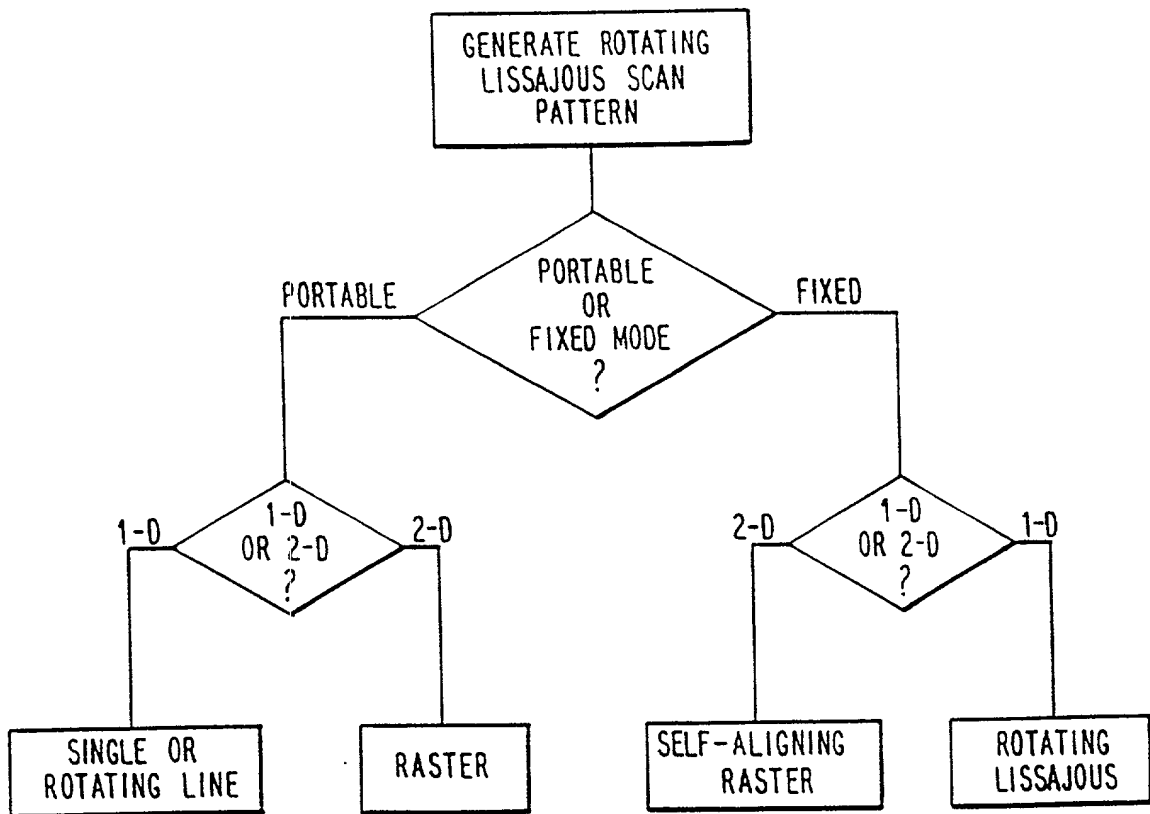 GENERATE ROTATING
LISSAJOUS SCAN
PATTERN
PORTABLE
PORTABLE
OR
FIXED MODE
?
FIXED
1-D
1-D
OR 2-D
?
2-D
2-D
1-D
OR 2-D
?
1-D
SINGLE OR
ROTATING LINE
RASTER
SELF-ALIGNING
RASTER
ROTATING
LISSAJOUS